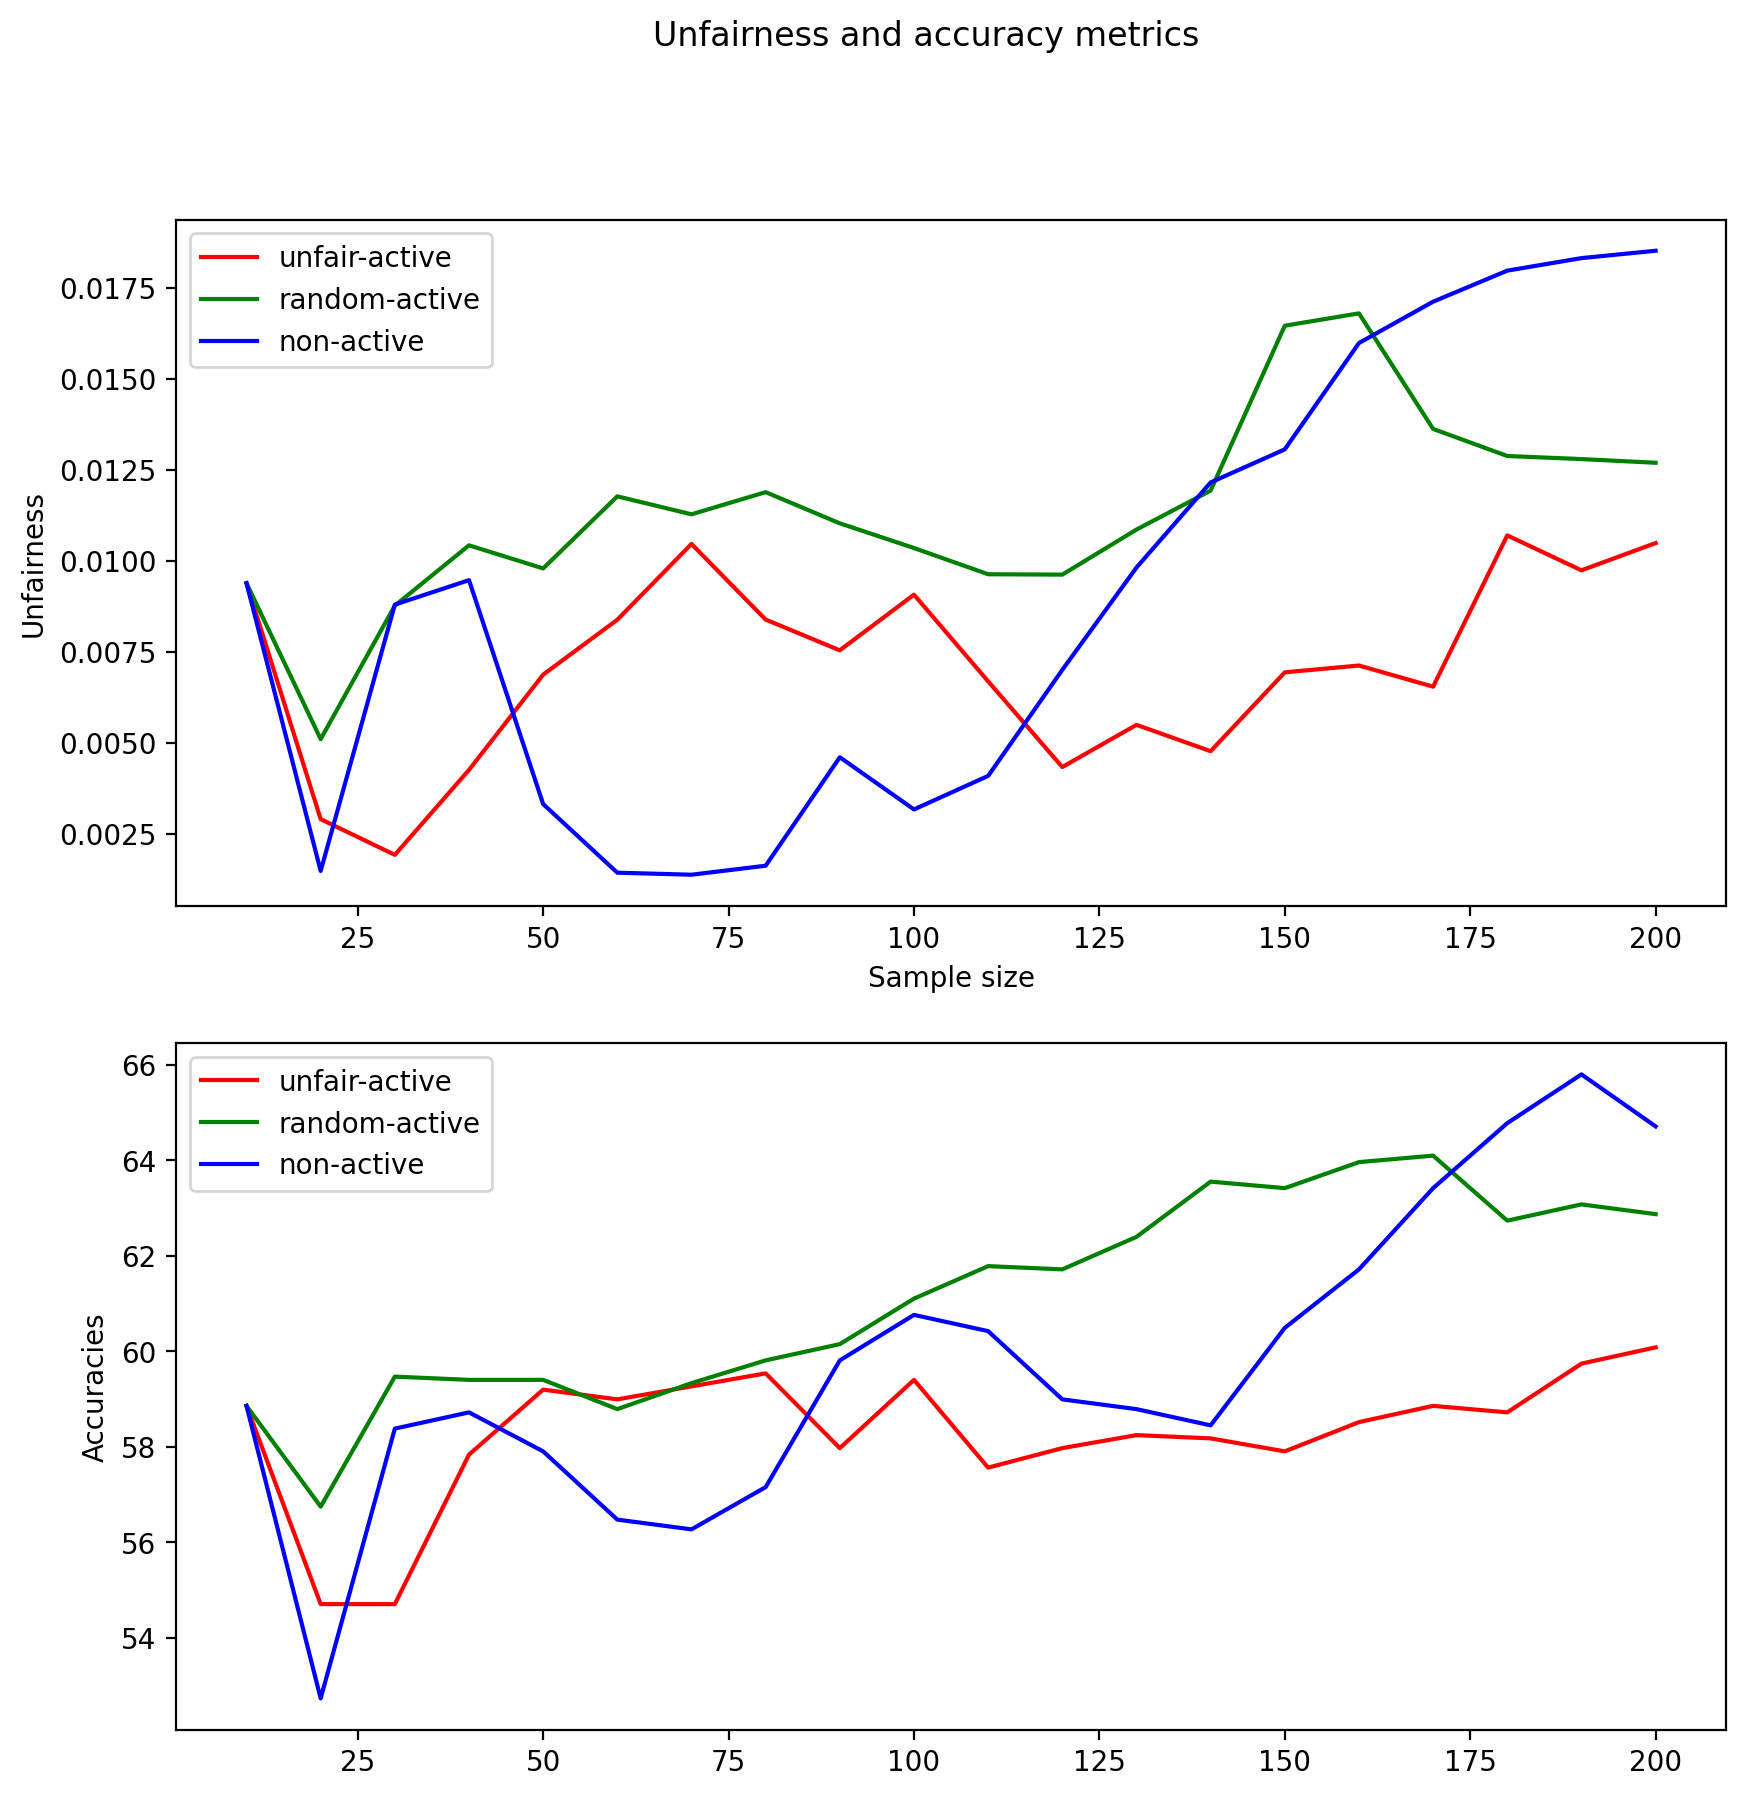 Unfairness and accuracy metrics
unfair-active
random-active
non-active
0.0175
0.0150
0.0125
0.0100
0.0075
0.0050
0.0025
Unfairness
25 50 75 100 125 150 175 200
Sample size
unfair-active
random-active
non-active
66
64
62
60
58
56
54
Accuracies
25 50 75 100 125 150 175 200